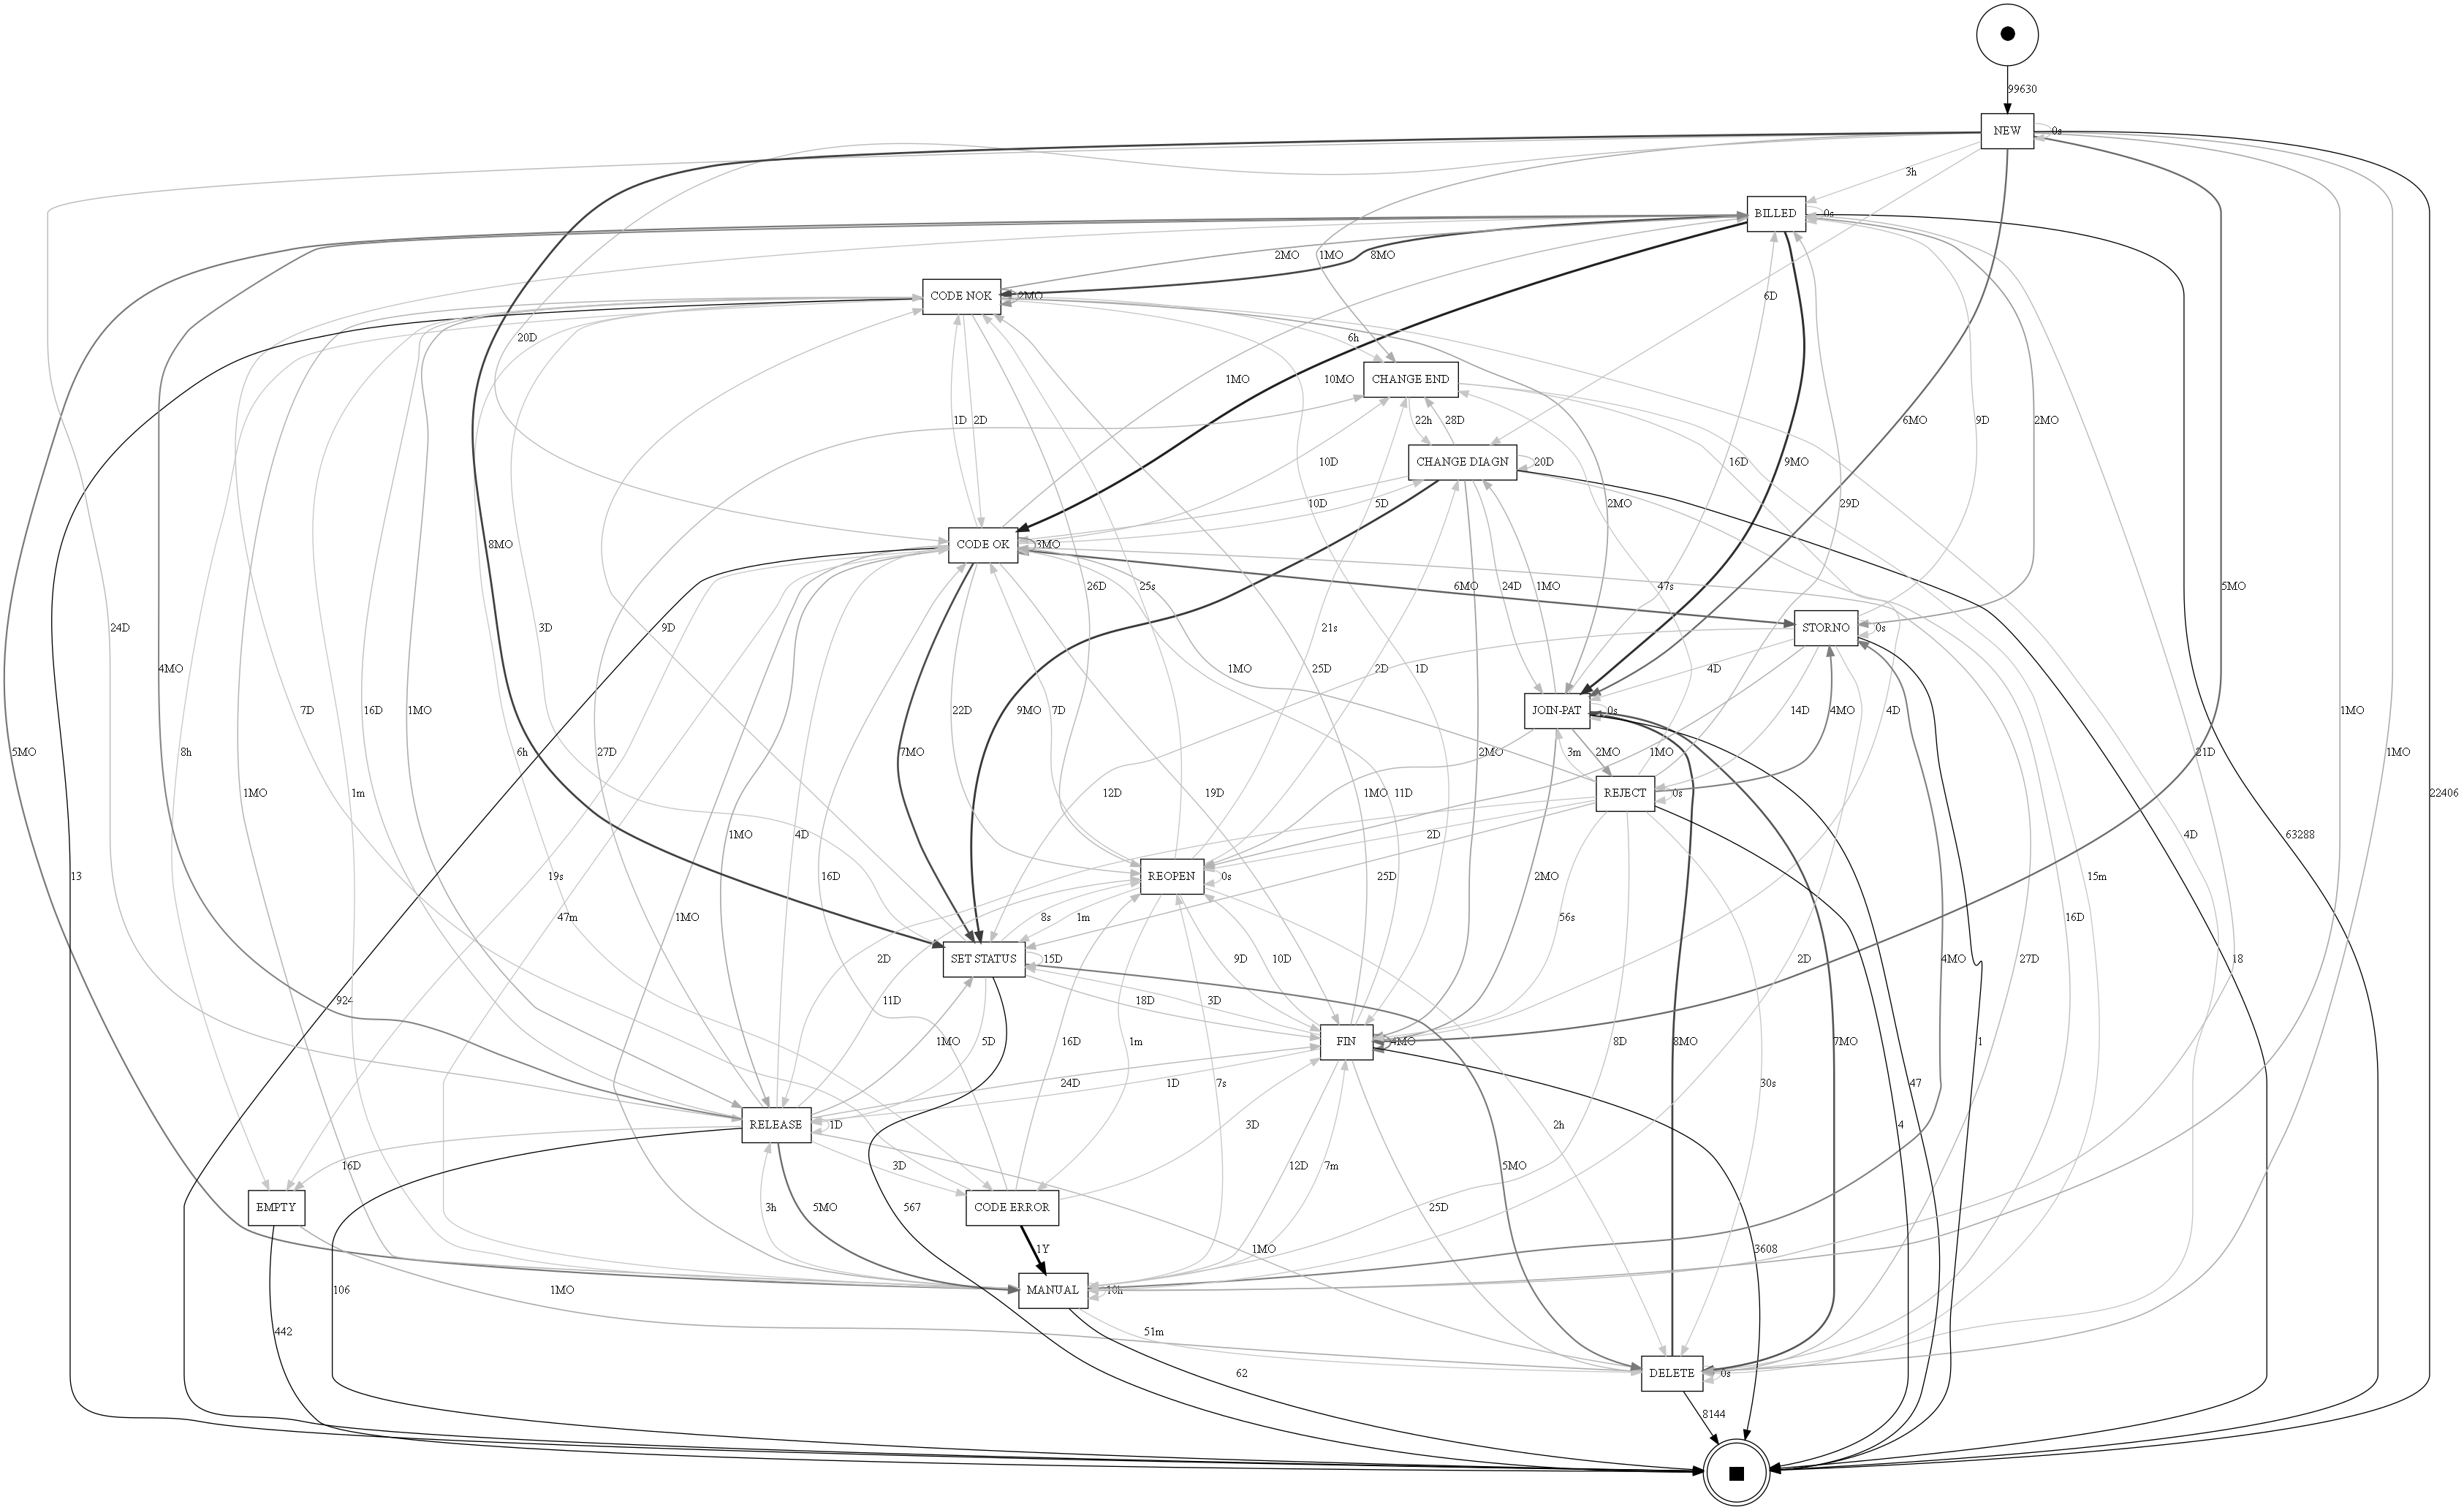 99630
NEW
0s
3h
BILLED
0s
2MO
8MO
6D
1MO
CODE NOK
2MO
20D
6h
1MO
10MO
CHANGE END
1D
2D
22h
28D
9D
2MO
6MO
5MO
10D
CHANGE DIAGN
20D
16D
9MO
29D
10D
5D
24D
1MO
2MO
CODE OK
3MO
8MO
26D
25s
47s
6MO
STORNO
0s
24D
4MO
3D
9D
21s
25D
2D
1D
1MO
4D
JOIN-PAT
0s
14D
4MO
4D
1MO
7D
16D
1MO
22D
7D
9MO
7MO
5MO
8h
6h
27D
2MO
3m
2MO
1MO
21D
1MO
1MO
1m
12D
19D
1MO
11D
REJECT
0s
22406
1MO
4D
2D
63288
4D
13
19s
16D
REOPEN
0s
25D
56s
15m
47m
1MO
8s
1m
2MO
16D
SET STATUS
15D
2D
9D
10D
2D
27D
4MO
18
924
11D
18D
3D
1MO
5D
16D
1m
FIN
4MO
8D
8MO
7MO
1
24D
1D
7s
30s
47
RELEASE
1D
3D
2h
4
16D
3D
12D
7m
5MO
EMPTY
3h
5MO
567
CODE ERROR
25D
1MO
1Y
3608
106
1MO
MANUAL
10h
442
51m
62
DELETE
0s
8144